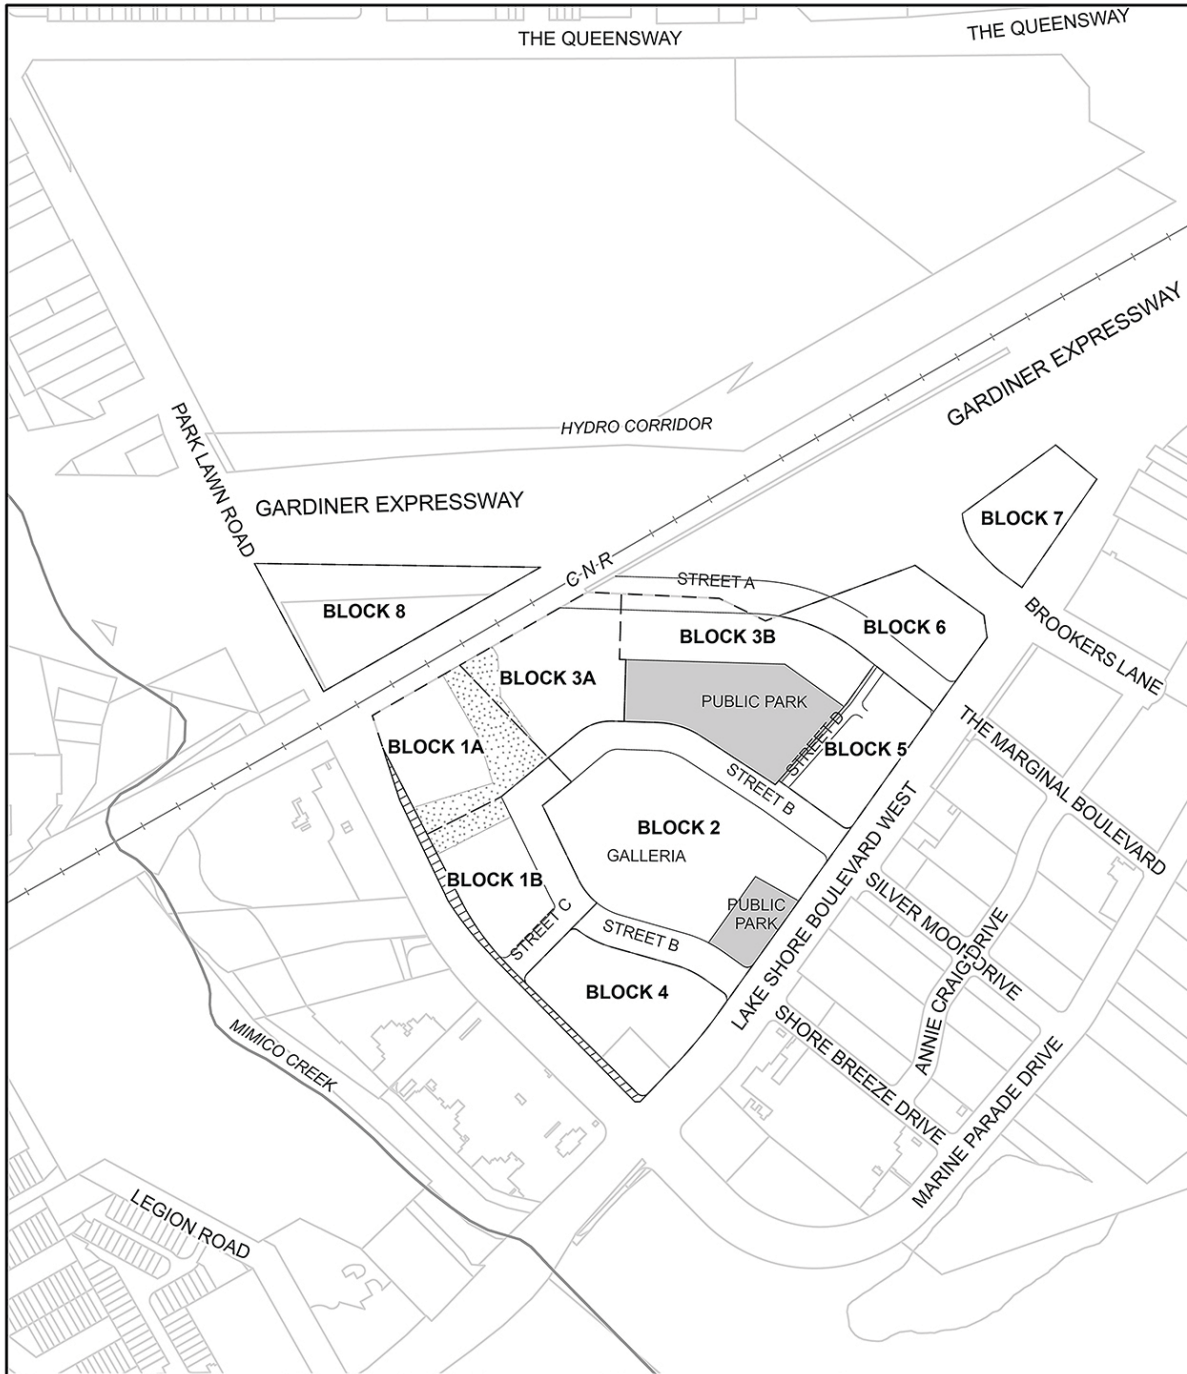 THE QUEENSWAY
THE QUEENSWAY
GARDINER EXPRESSWAY
HYDRO CORRIDOR
PARK LAWN ROAD
GARDINER EXPRESSWAY
C-N-R
BLOCK 7
STREET A
BLOCK 8
BLOCK 3B
BLOCK 6
BROOKERS LANE
BLOCK 3A
PUBLIC PARK
STREET D
BLOCK 1A
BLOCK 5
THE MARGINAL BOULEVARD
STREET B
BLOCK 2
GALLERIA
BLOCK 1B
PUBLIC
PARK
LAKE SHORE BOULEVARD WEST
SILVER MOON DRIVE
STREET C
STREET B
ANNIE CRAIG DRIVE
BLOCK 4
SHORE BREEZE DRIVE
MIMICO CREEK
MARINE PARADE DRIVE
LEGION ROAD